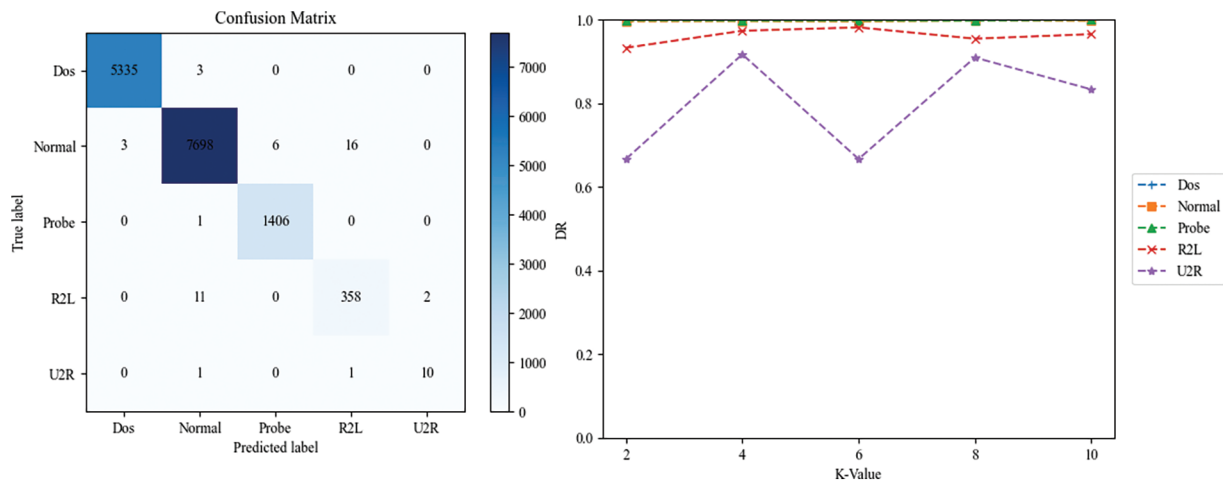 Confusion Matrix
True label
Dos 5335 3 0 0 0
Normal 3 7698 6 16 0
Probe 0 1 1406 0 0
R2L 0 11 0 358 2
U2R 0 1 0 1 10
Dos Normal Probe R2L U2R
Predicted label
7000
6000
5000
4000
3000
2000
1000
0
DR
1.0
0.8
0.6
0.4
0.2
0.0
2 4 6 8 10
K-Value
Dos
Normal
Probe
R2L
U2R